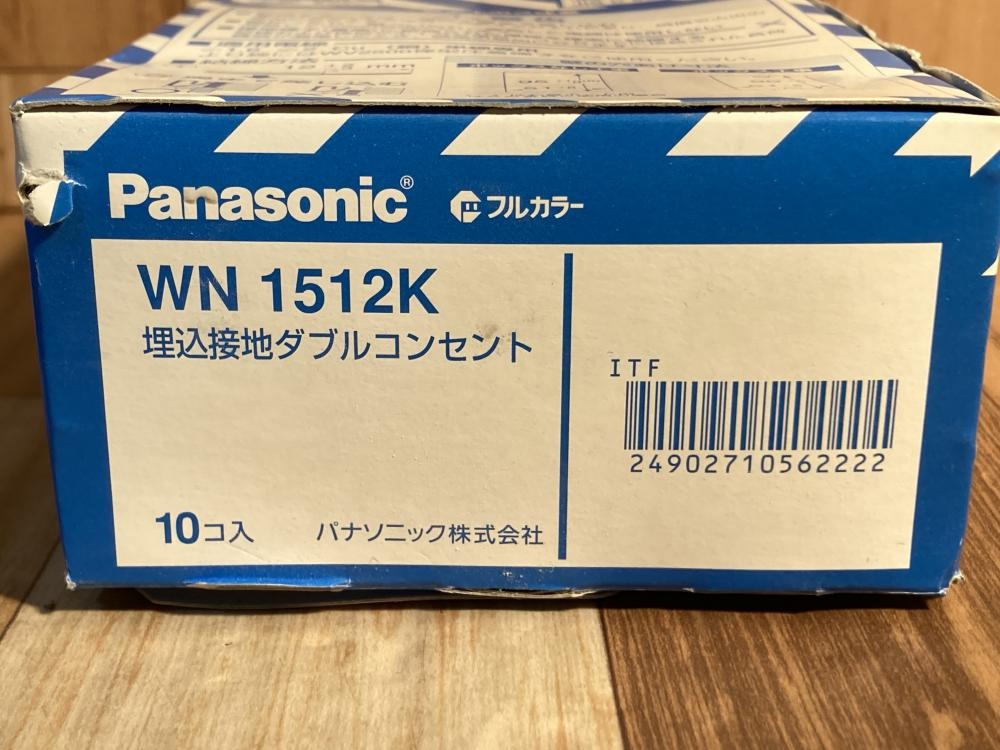 Panasonic® フルカラー
WN 1512K
埋込接地ダブルコンセント
ITF
24902710562222
10コ入 パナソニック株式会社